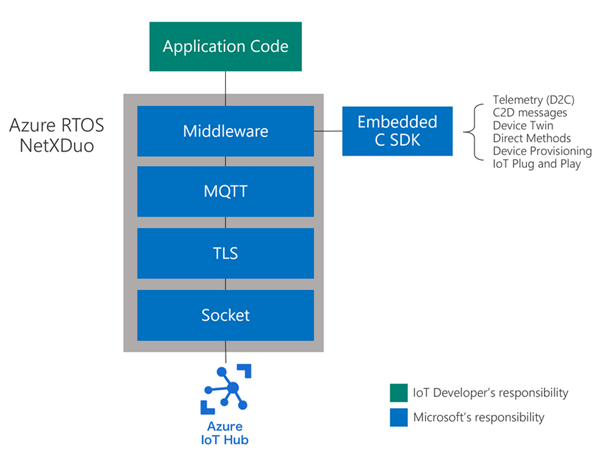 Application Code
Azure RTOS
NetXDuo
Middleware
Embedded
C SDK
Telemetry (D2C)
C2D messages
Device Twin
Direct Methods
Device Provisioning
IoT Plug and Play
MQTT
TLS
Socket
Azure
IoT Hub
IoT Developer's responsibility
Microsoft's responsibility